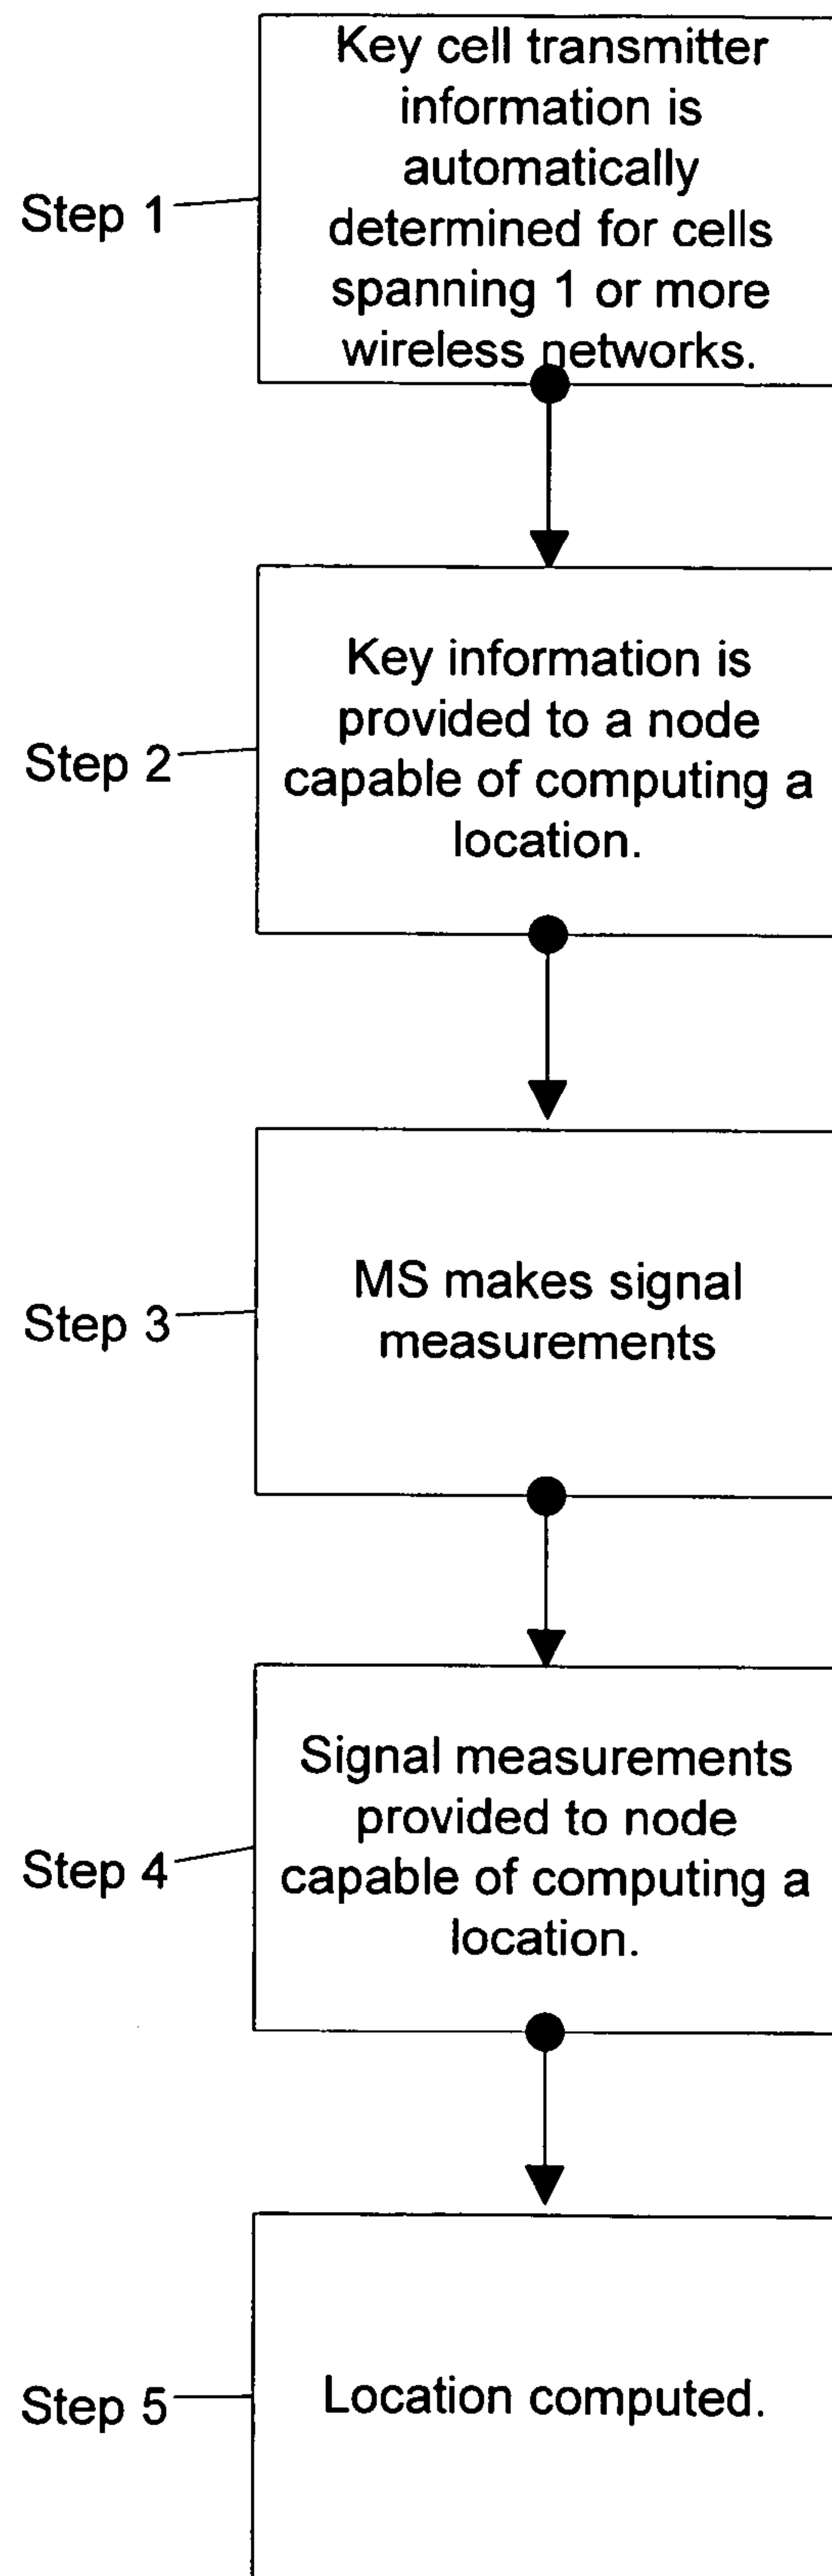 Key cell transmitter
information is
automatically
determined for cells
spanning 1 or more
wireless networks.
Step 1
Key information is
provided to a node
capable of computing a
location.
Step 2
MS makes signal
measurements
Step 3
Signal measurements
provided to node
capable of computing a
location.
Step 4
Location computed.
Step 5